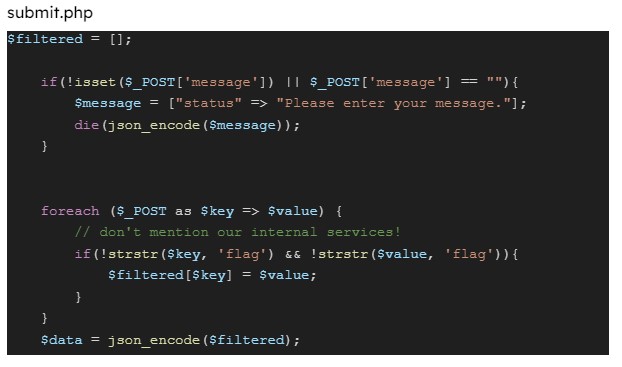 submit.php
$filtered = [];
if(!isset($_POST['message']) || $_POST['message'] == ""){
$message = ["status" => "Please enter your message."];
die(json_encode($message));
}
foreach ($_POST as $key => $value) {
// don't mention our internal services!
if(!strstr($key, 'flag') && !strstr($value, 'flag')){
$filtered[$key] = $value;
}
}
$data = json_encode($filtered);